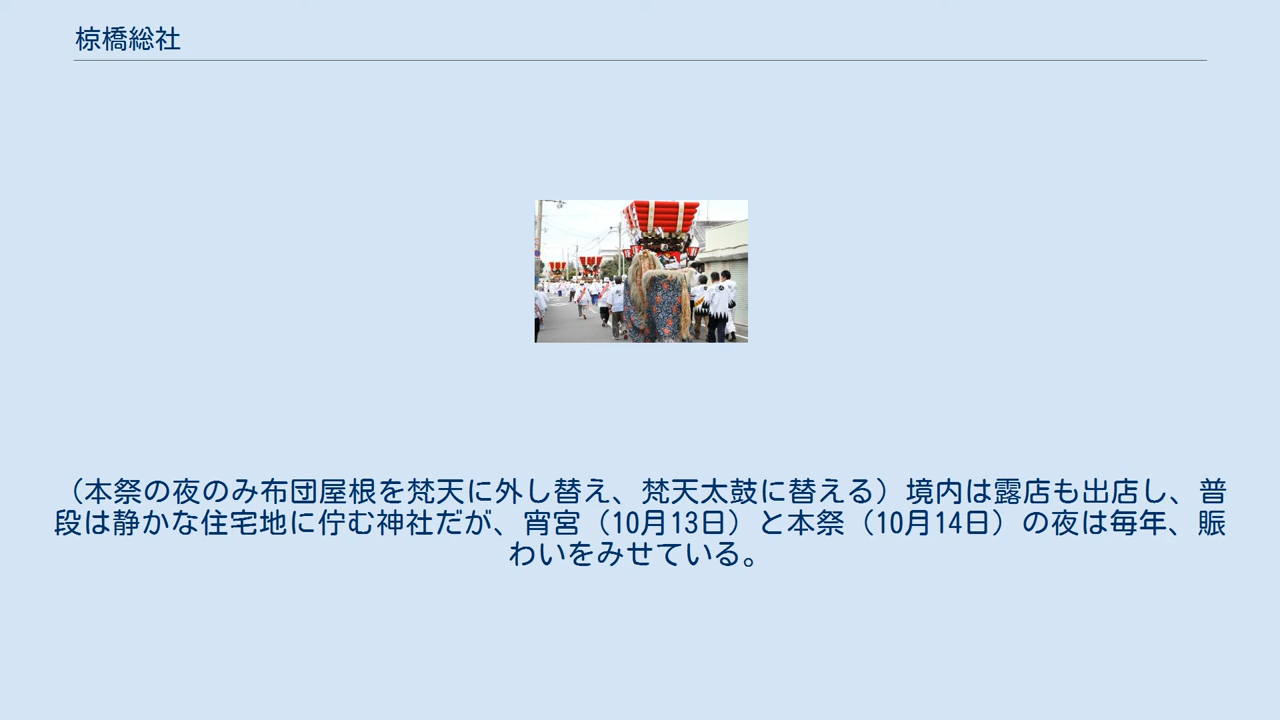 椋橋総社
（本祭の夜のみ布団屋根を梵天に外し替え、梵天太鼓に替える）境内は露店も出店し、普
段は静かな住宅地に佇む神社だが、宵宮（10月13日）と本祭（10月14日）の夜は毎年、賑
わいをみせている。